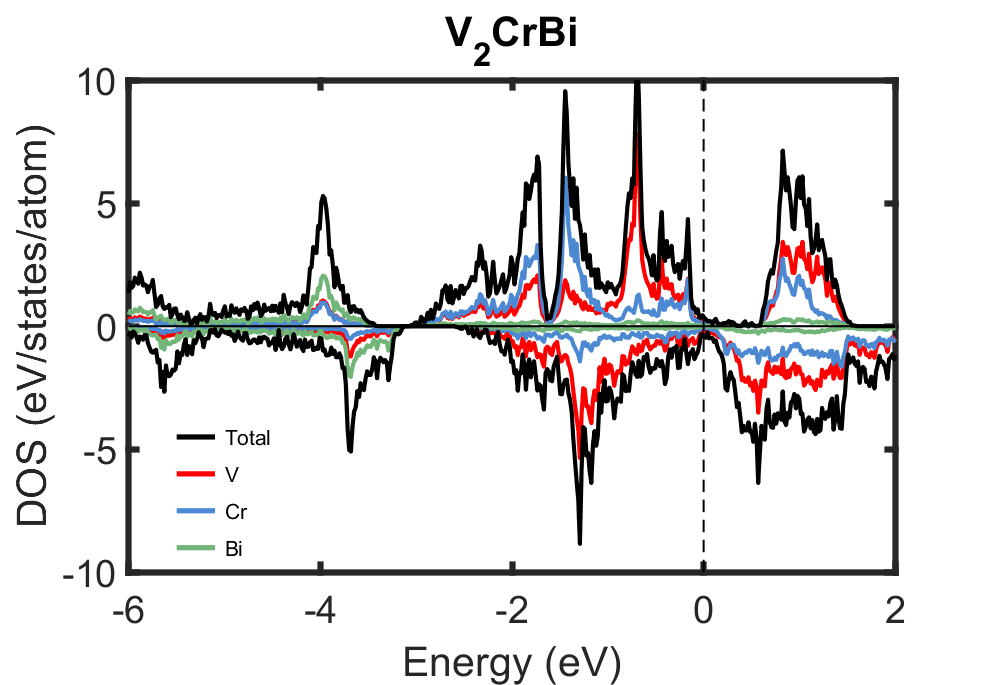 V₂CrBi
DOS (eV/states/atom)
10
5
0
-5
-10
Total
V
Cr
Bi
-6 -4 -2 0 2
Energy (eV)